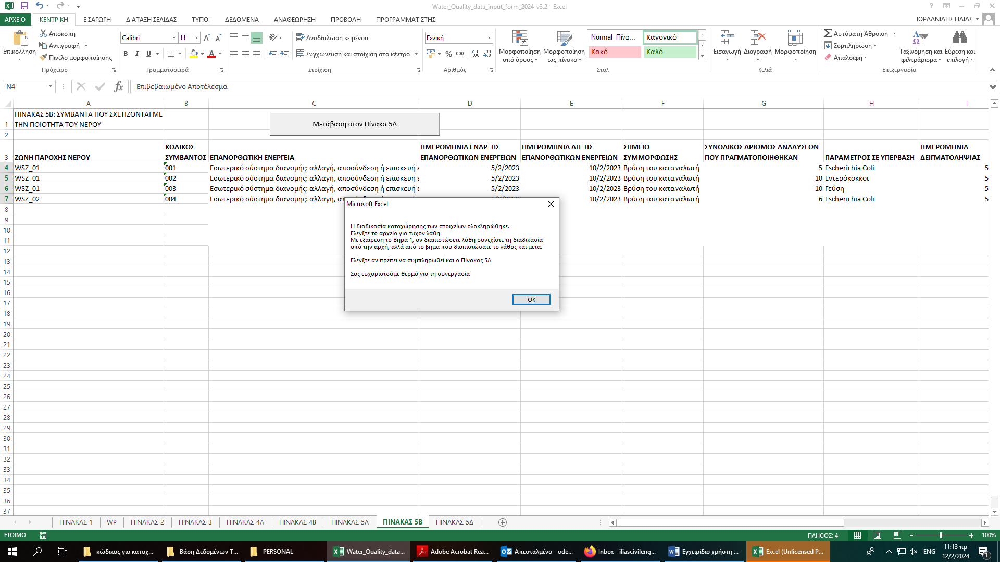 Water_Quality_data_input_form_2024-v3.2 - Excel
ΑΡΧΕΙΟ ΚΕΝΤΡΙΚΗ ΕΙΣΑΓΩΓΗ ΔΙΑΤΑΞΗ ΣΕΛΙΔΑΣ ΤΥΠΟΙ ΔΕΔΟΜΕΝΑ ΑΝΑΘΕΩΡΗΣΗ ΠΡΟΒΟΛΗ ΠΡΟΓΡΑΜΜΑΤΙΣΤΗΣ ΙΟΡΔΑΝΙΔΗΣ ΗΛΙΑΣ
Επικόλληση
Αποκοπή
Αντιγραφή
Πινέλο μορφοποίησης
Πρόχειρο
Calibri 11
B I U
Γραμματοσειρά
Αναδίπλωση κειμένου
Συγχώνευση και στοίχιση στο κέντρο
Στοίχιση
Γενική
% 000
Αριθμός
Μορφοποίηση υπό όρους
Μορφοποίηση ως πίνακα
Normal_Πίνα... Κανονικό
Κακό Καλό
Στυλ
Εισαγωγή Διαγραφή Μορφοποίηση
Κελιά
Αυτόματη Άθροιση
Συμπλήρωση
Απαλοιφή
Ταξινόμηση και φιλτράρισμα
Εύρεση και επιλογή
Επεξεργασία
N4 fx Επιβεβαιωμένο Αποτέλεσμα
A B C D E F G H I
ΠΙΝΑΚΑΣ 5Β: ΣΥΜΒΑΝΤΑ ΠΟΥ ΣΧΕΤΙΖΟΝΤΑΙ ΜΕ
1 ΤΗΝ ΠΟΙΟΤΗΤΑ ΤΟΥ ΝΕΡΟΥ
Μετάβαση στον Πίνακα 5Δ
2
ΚΩΔΙΚΟΣ ΗΜΕΡΟΜΗΝΙΑ ΕΝΑΡΞΗΣ ΗΜΕΡΟΜΗΝΙΑ ΛΗΞΗΣ ΣΗΜΕΙΟ ΣΥΝΟΛΙΚΟΣ ΑΡΙΘΜΟΣ ΑΝΑΛΥΣΕΩΝ ΗΜΕΡΟΜΗΝΙΑ
3 ΖΩΝΗ ΠΑΡΟΧΗΣ ΝΕΡΟΥ ΣΥΜΒΑΝΤΟΣ ΕΠΑΝΟΡΘΩΤΙΚΗ ΕΝΕΡΓΕΙΑ ΕΠΑΝΟΡΘΩΤΙΚΩΝ ΕΝΕΡΓΕΙΩΝ ΕΠΑΝΟΡΘΩΤΙΚΩΝ ΕΝΕΡΓΕΙΩΝ ΣΥΜΜΟΡΦΩΣΗΣ ΠΟΥ ΠΡΑΓΜΑΤΟΠΟΙΗΘΗΚΑΝ ΠΑΡΑΜΕΤΡΟΣ ΣΕ ΥΠΕΡΒΑΣΗ ΔΕΙΓΜΑΤΟΛΗΨΙΑΣ
4 WSZ_01 001 Εσωτερικό σύστημα διανομής: αλλαγή, αποσύνδεση ή επισκευή ε 5/2/2023 10/2/2023 Βρύση του καταναλωτή 5 Escherichia Coli 5
5 WSZ_01 002 Εσωτερικό σύστημα διανομής: αλλαγή, αποσύνδεση ή επισκευή ε 5/2/2023 10/2/2023 Βρύση του καταναλωτή 10 Εντερόκοκκοι 5
6 WSZ_01 003 Εσωτερικό σύστημα διανομής: αλλαγή, αποσύνδεση ή επισκευή ε 5/2/2023 10/2/2023 Βρύση του καταναλωτή 10 Γεύση 5
7 WSZ_02 004 Εσωτερικό σύστημα διανομής: αλλαγή, 10/2/2023 Βρύση του καταναλωτή 6 Escherichia Coli 5
Microsoft Excel
Η διαδικασία καταχώρησης των στοιχείων ολοκληρώθηκε.
Ελέγξτε το αρχείο για τυχόν λάθη.
Με εξαίρεση το Βήμα 1, αν διαπιστώσετε λάθη συνεχίστε τη διαδικασία
από την αρχή, αλλά από το βήμα που διαπιστώσατε το λάθος και μετα.
Ελέγξτε αν πρέπει να συμπληρωθεί και ο Πίνακας 5Δ
Σας ευχαριστούμε θερμά για τη συνεργασία
OK
8
9
10
11
12
13
14
15
16
17
18
19
20
21
22
23
24
25
26
27
28
29
30
31
32
33
34
35
36
37
ΠΙΝΑΚΑΣ 1 WP ΠΙΝΑΚΑΣ 2 ΠΙΝΑΚΑΣ 3 ΠΙΝΑΚΑΣ 4Α ΠΙΝΑΚΑΣ 4Β ΠΙΝΑΚΑΣ 5Α ΠΙΝΑΚΑΣ 5Β ΠΙΝΑΚΑΣ 5Δ
ΕΤΟΙΜΟ ΠΛΗΘΟΣ: 4 100%
κώδικας για καταχ... Βάση Δεδομένων Τ... PERSONAL Water_Quality_data... Adobe Acrobat Rea... Απεσταλμένα - ode... Inbox - iliascivileng... Εγχειρίδιο χρήστη ... Excel (Unlicensed P... ENG 11:13 πμ
12/2/2024 1